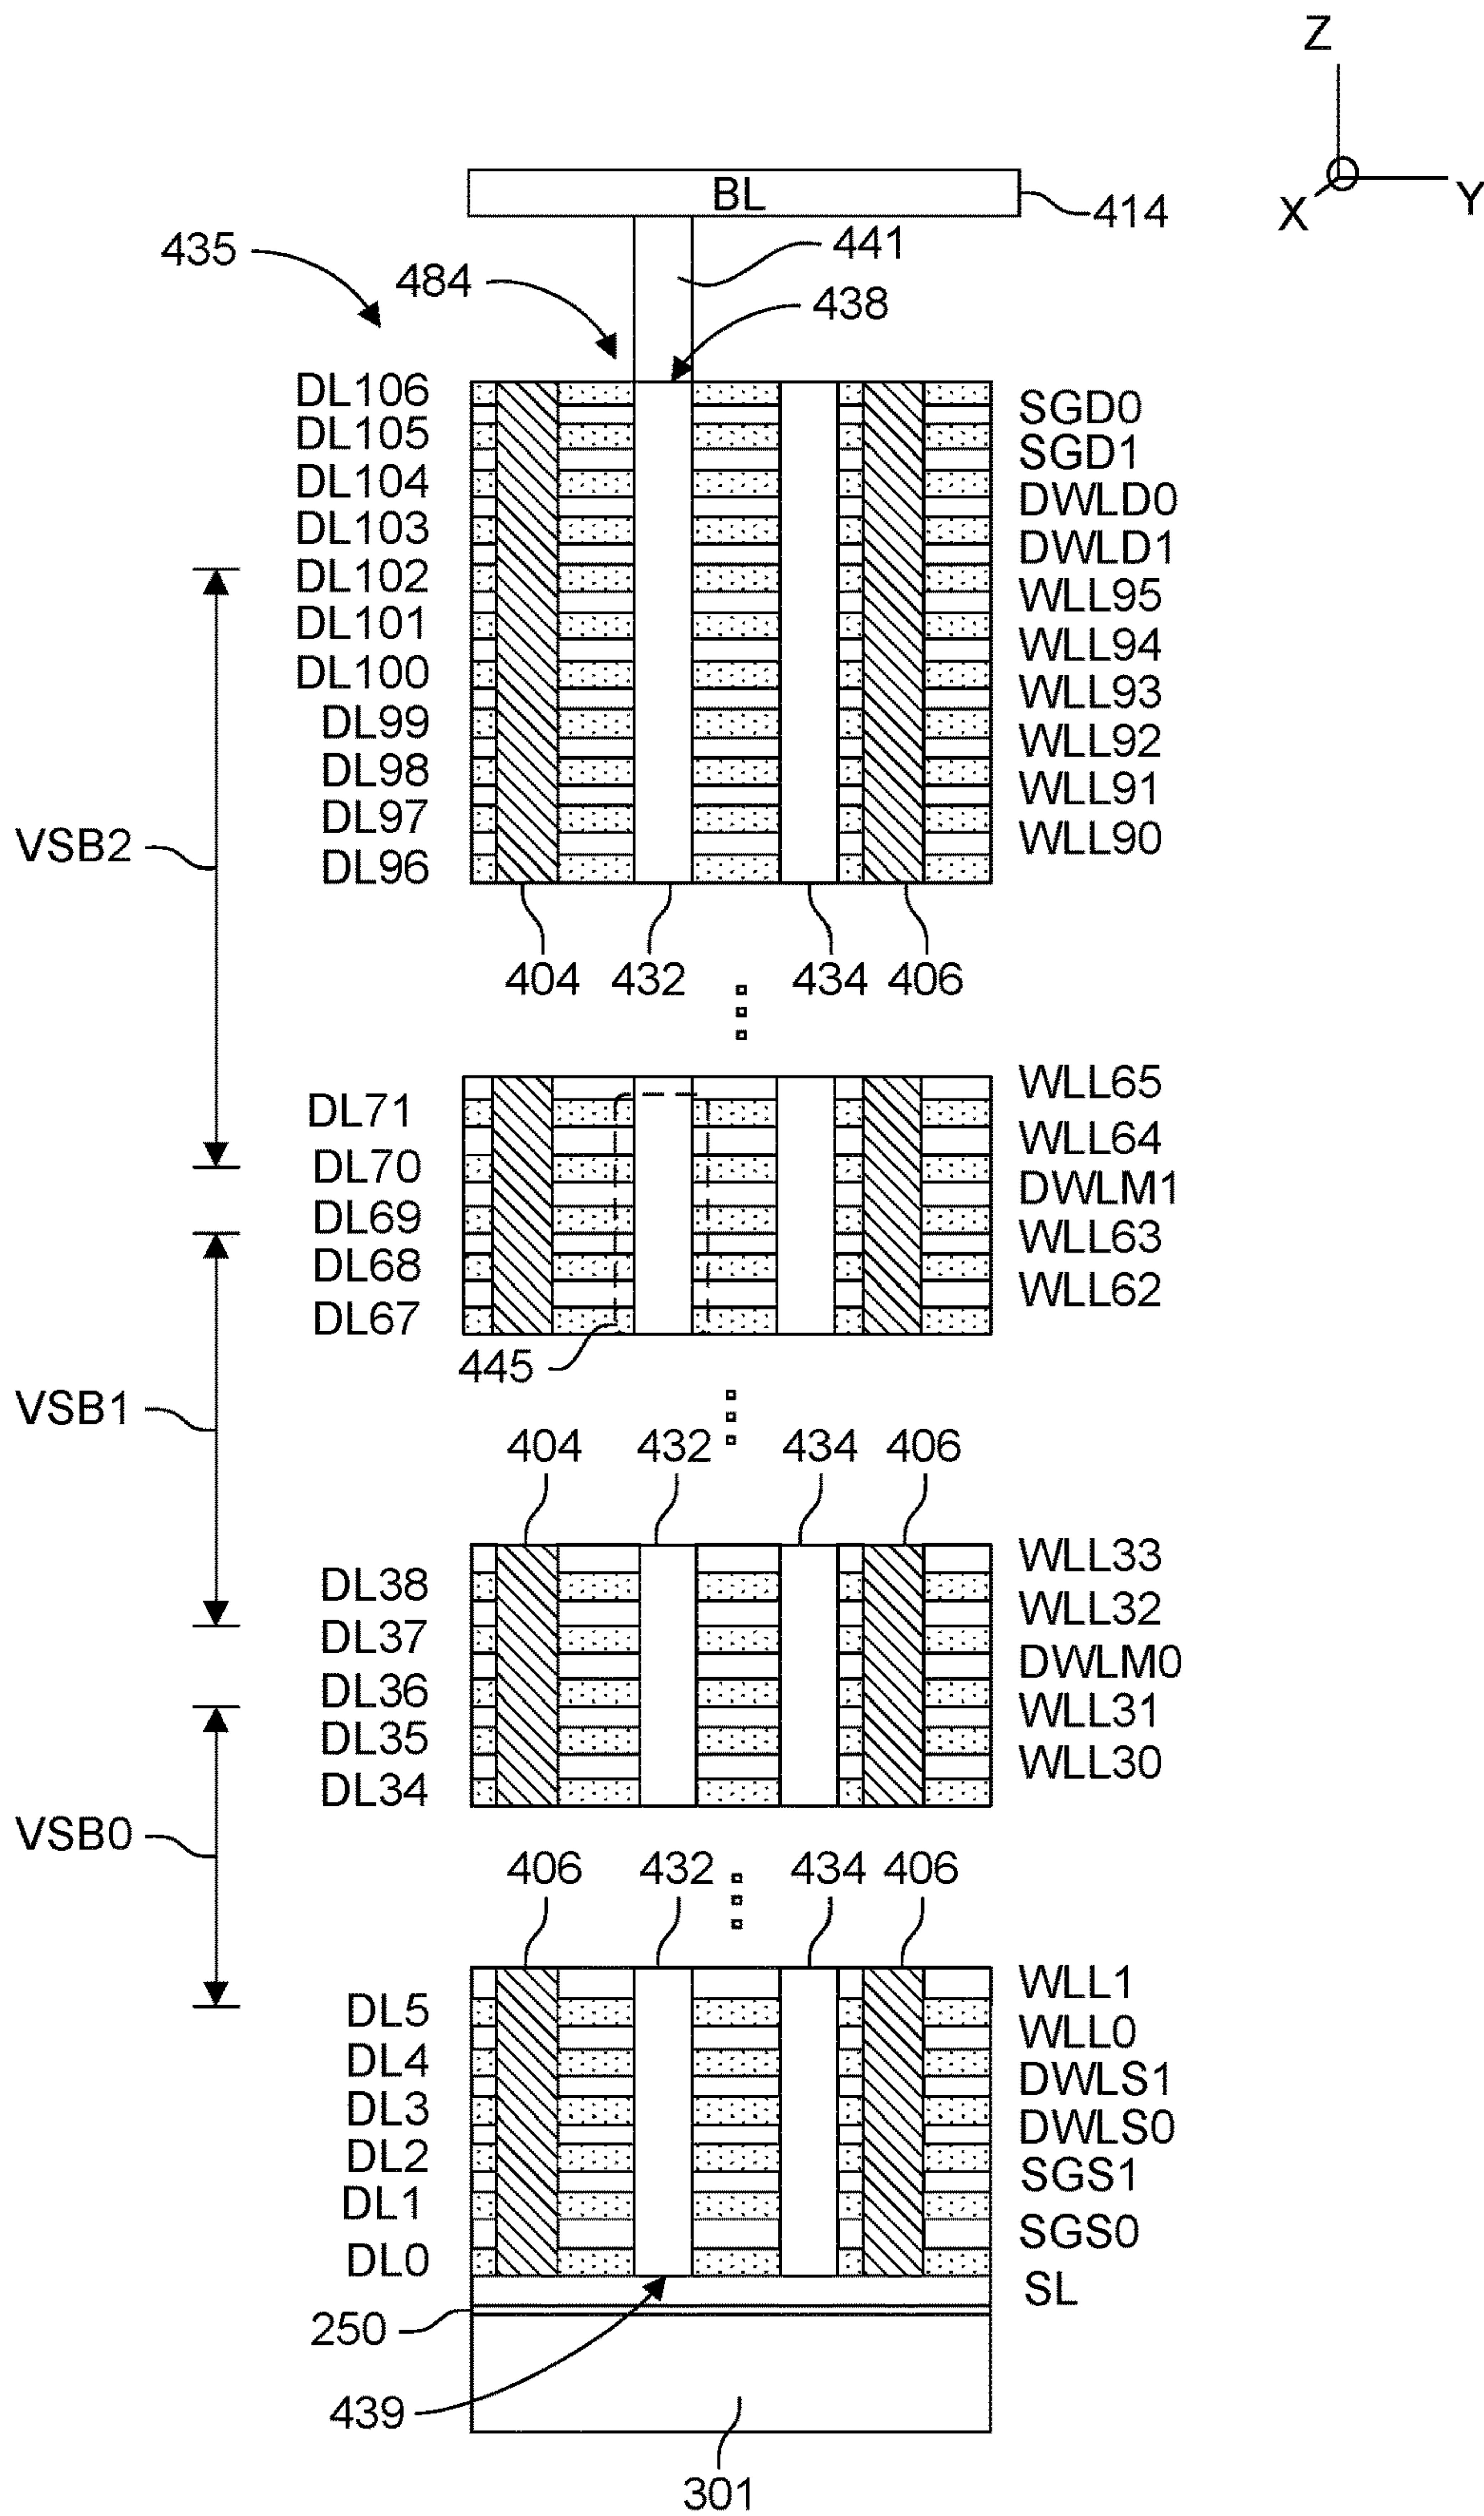 Z
BL
X
Y
414
435
441
484
438
DL106
SGD0
DL105
SGD1
DL104
DWLD0
DL103
DWLD1
DL102
WLL95
DL101
WLL94
DL100
WLL93
DL99
WLL92
DL98
WLL91
DL97
WLL90
VSB2
DL96
404 432 434 406
WLL65
DL71
WLL64
DL70
DWLM1
DL69
WLL63
DL68
WLL62
DL67
445
VSB1
404 432 434 406
WLL33
DL38
WLL32
DL37
DWLM0
DL36
WLL31
DL35
WLL30
DL34
VSB0
406 432 434 406
WLL1
DL5
WLL0
DL4
DWLS1
DL3
DWLS0
DL2
SGS1
DL1
SGS0
DL0
SL
250
439
301